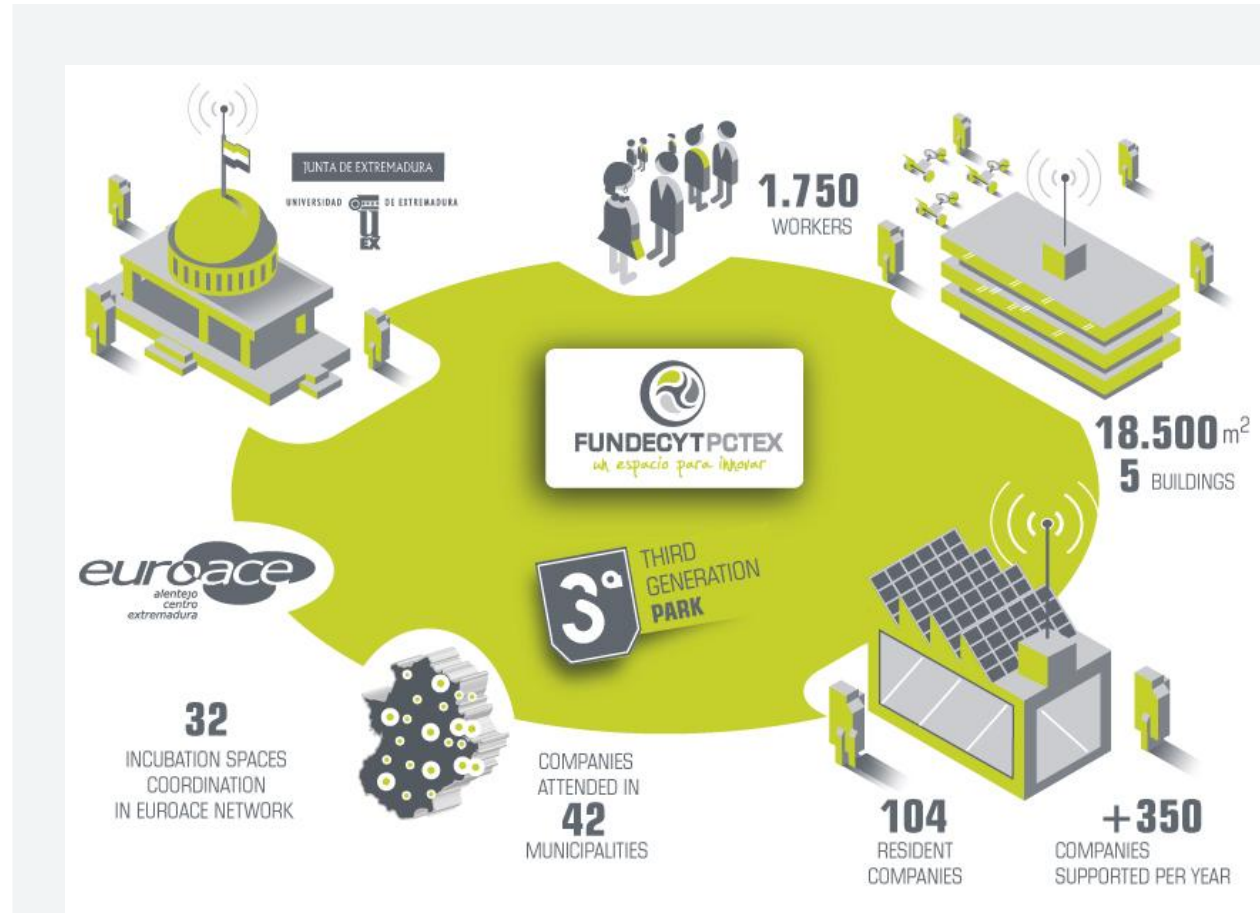 JUNTA DE EXTREMADURA
UNIVERSIDAD DE EXTREMADURA
UEX
1.750
WORKERS
FUNDECYTPCTEX
un espacio para innovar
18.500 m²
5 BUILDINGS
3ª
THIRD
GENERATION
PARK
euroace
alentejo
centro
extremadura
32
INCUBATION SPACES
COORDINATION
IN EUROACE NETWORK
COMPANIES
ATTENDED IN
42
MUNICIPALITIES
104
RESIDENT
COMPANIES
+350
COMPANIES
SUPPORTED PER YEAR